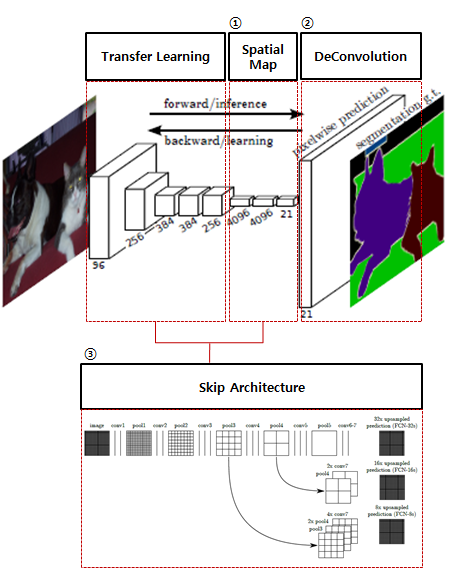 ① ②
Transfer Learning
Spatial
Map
DeConvolution
forward/inference
backward/learning
pixelwise prediction
segmentation g.t.
96
256
384
384
256
4096
4096
21
21
③
Skip Architecture
image conv1 pool1 conv2 pool2 conv3 pool3 conv4 pool4 conv5 pool5 conv6-7
32x upsampled
prediction (FCN-32s)
2x conv7
pool4
16x upsampled
prediction (FCN-16s)
4x conv7
2x pool4
pool3
8x upsampled
prediction (FCN-8s)